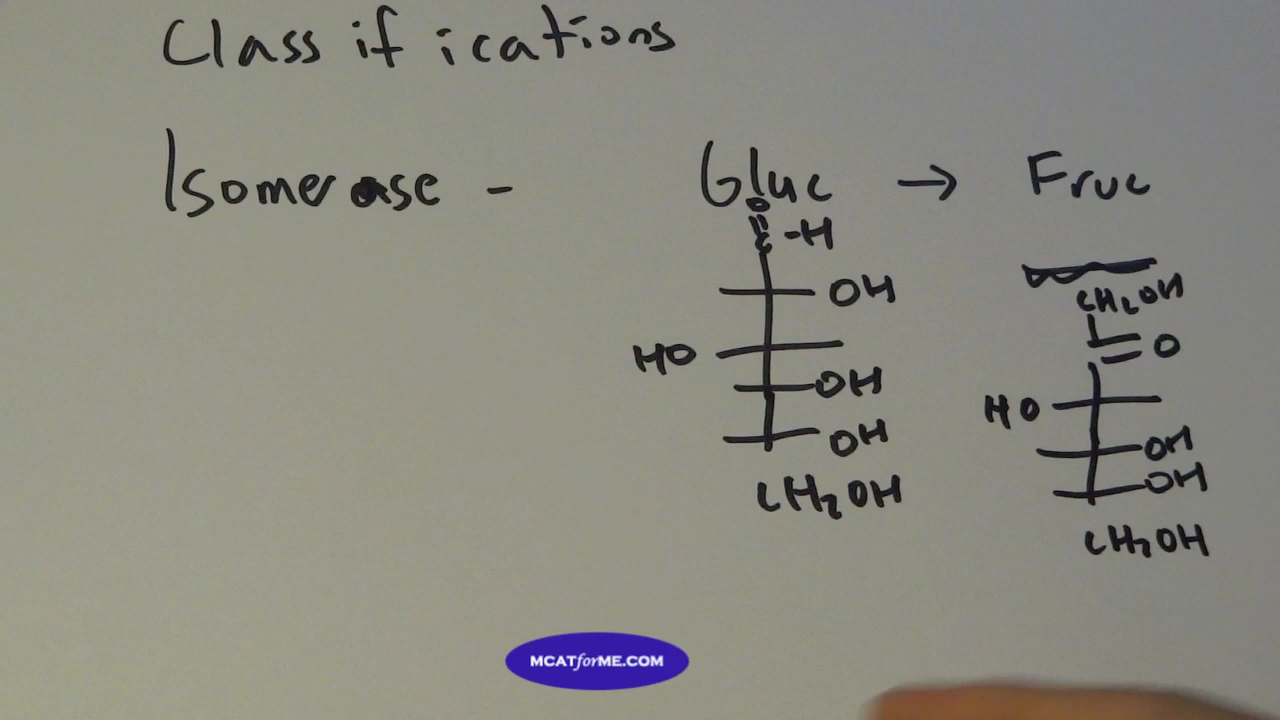 Classifications
Isomerase - Gluc → Fruc
O
C-H
OH
CH2OH
HO
O
OH
HO
OH
OH
OH
CH2OH
CH2OH
MCATforME.COM